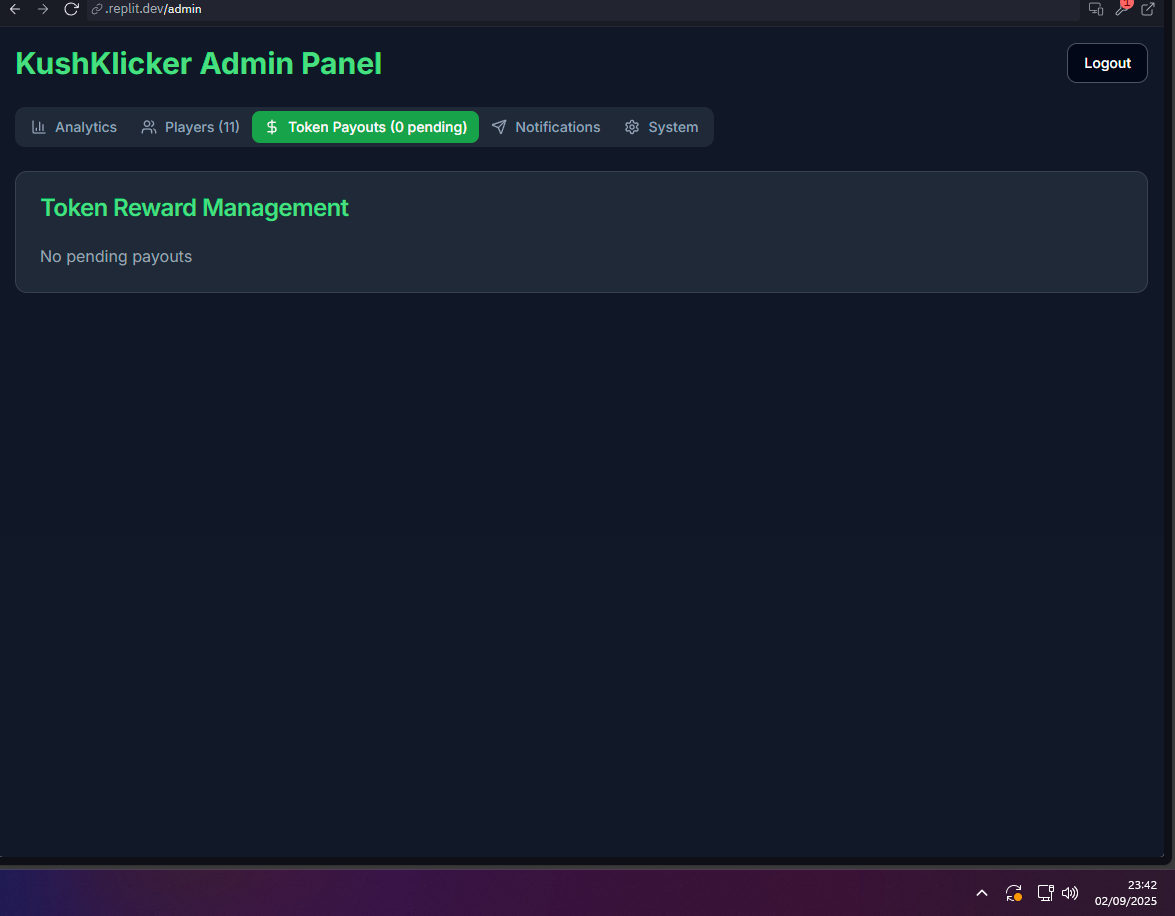 .replit.dev/admin
1
KushKlicker Admin Panel
Logout
Analytics
Players (11)
Token Payouts (0 pending)
Notifications
System
Token Reward Management
No pending payouts
23:42
02/09/2025